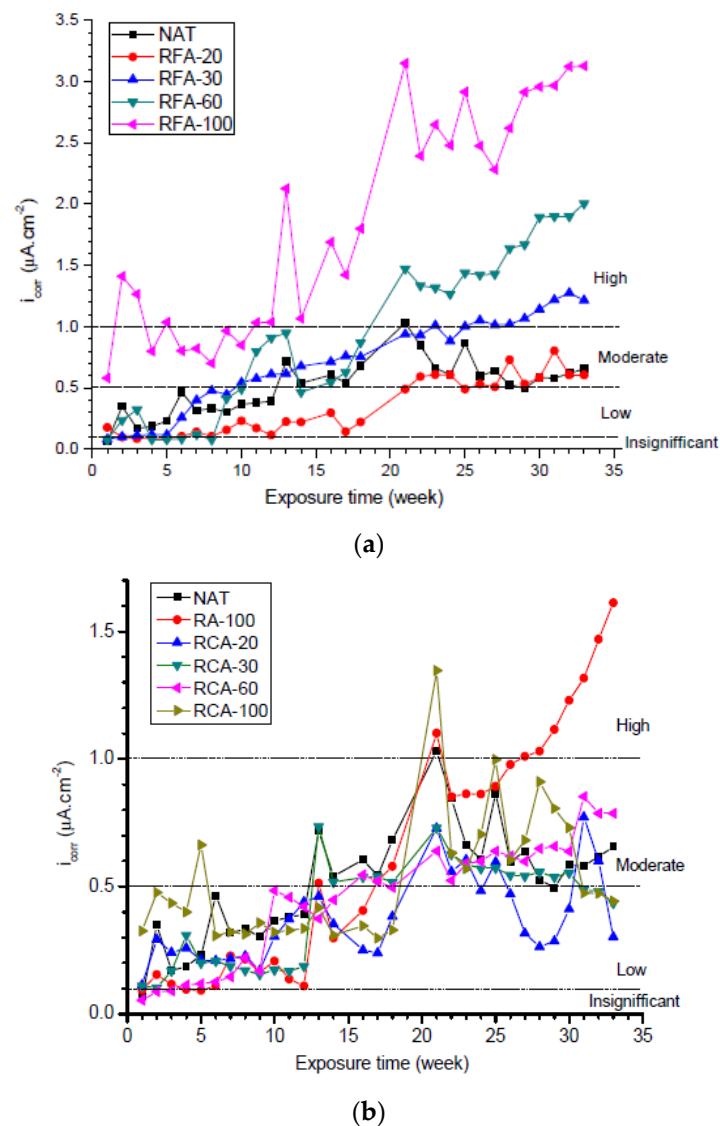 3.5
3.0
2.5
2.0
1.5
1.0
0.5
0.0
i_corr (μA.cm⁻²)
NAT
RFA-20
RFA-30
RFA-60
RFA-100
High
Moderate
Low
Insignifficant
0 5 10 15 20 25 30 35
Exposure time (week)
(a)
1.5
1.0
0.5
0.0
i_corr (μA.cm⁻²)
NAT
RA-100
RCA-20
RCA-30
RCA-60
RCA-100
High
Moderate
Low
Insignifficant
0 5 10 15 20 25 30 35
Exposure time (week)
(b)